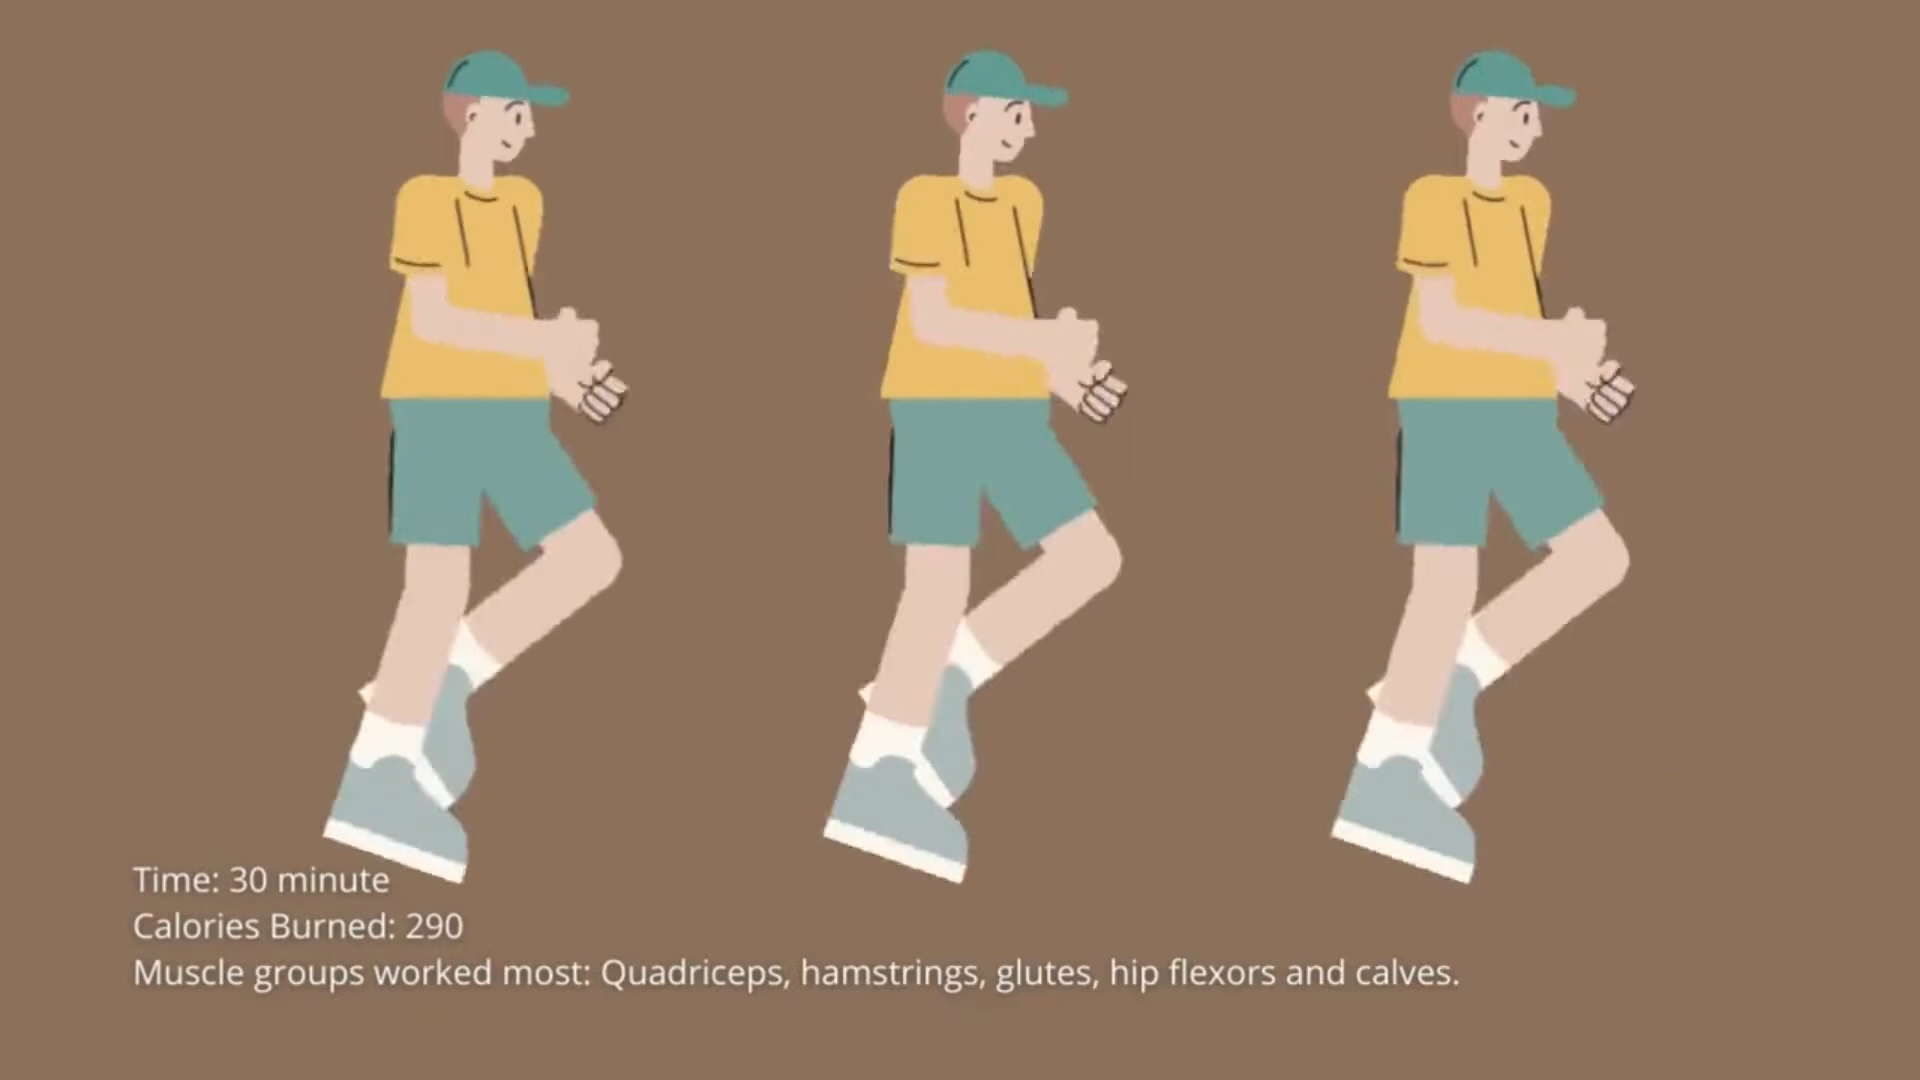 Time: 30 minute
Calories Burned: 290
Muscle groups worked most: Quadriceps, hamstrings, glutes, hip flexors and calves.